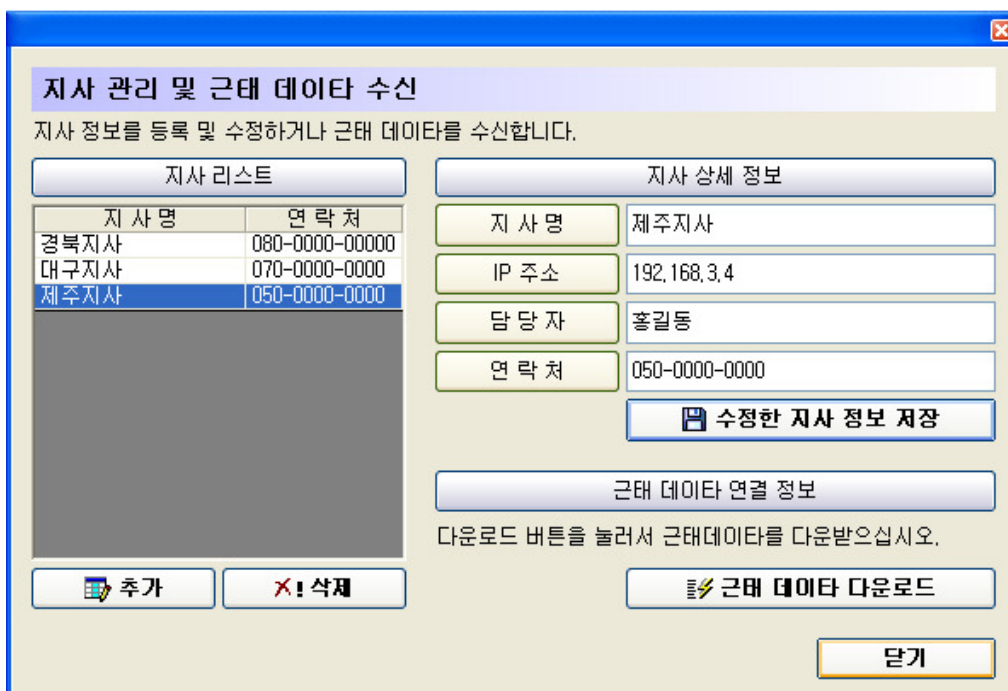 지사 관리 및 근태 데이타 수신
지사 정보를 등록 및 수정하거나 근태 데이타를 수신합니다.
지사 리스트
지 사 명 연 락 처
경북지사 080-0000-00000
대구지사 070-0000-0000
제주지사 050-0000-0000
추가 삭제
지사 상세 정보
지 사 명 제주지사
IP 주소 192,168,3,4
담 당 자 홍길동
연 락 처 050-0000-0000
수정한 지사 정보 저장
근태 데이타 연결 정보
다운로드 버튼을 눌러서 근태데이타를 다운받으십시오.
근태 데이타 다운로드
닫기